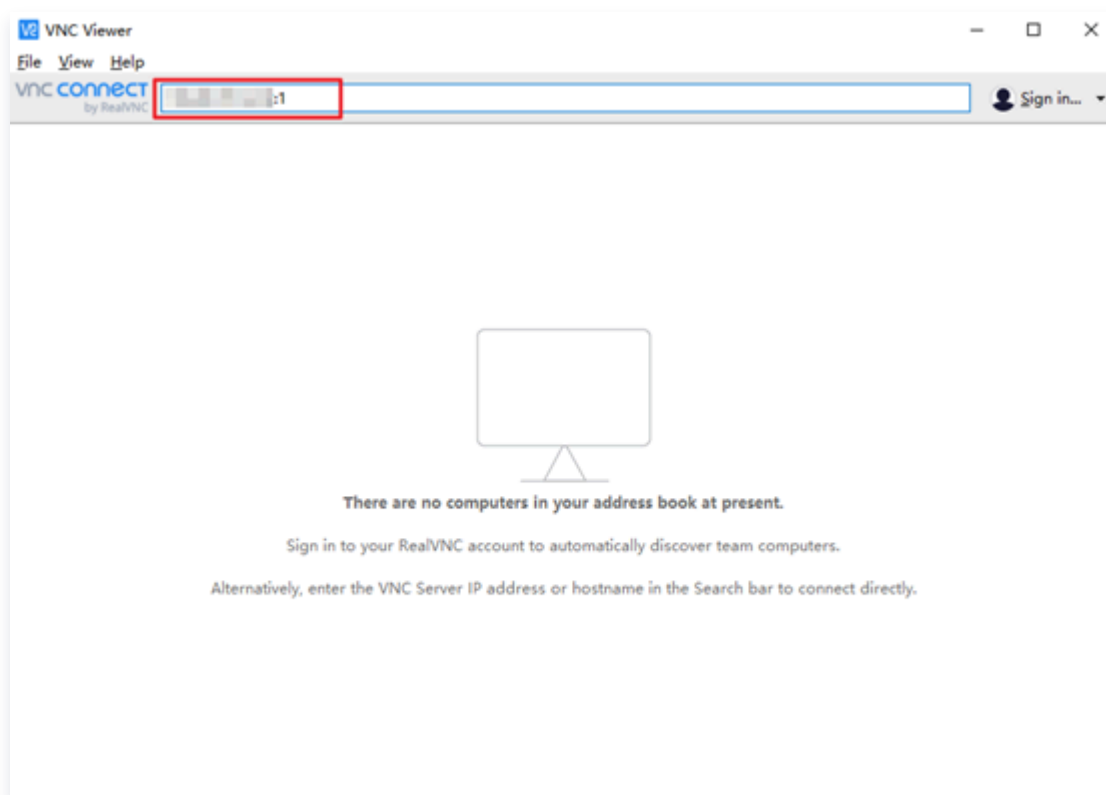 V2 VNC Viewer
File View Help
vnc connect
by RealVNC
:1
Sign in...
There are no computers in your address book at present.
Sign in to your RealVNC account to automatically discover team computers.
Alternatively, enter the VNC Server IP address or hostname in the Search bar to connect directly.